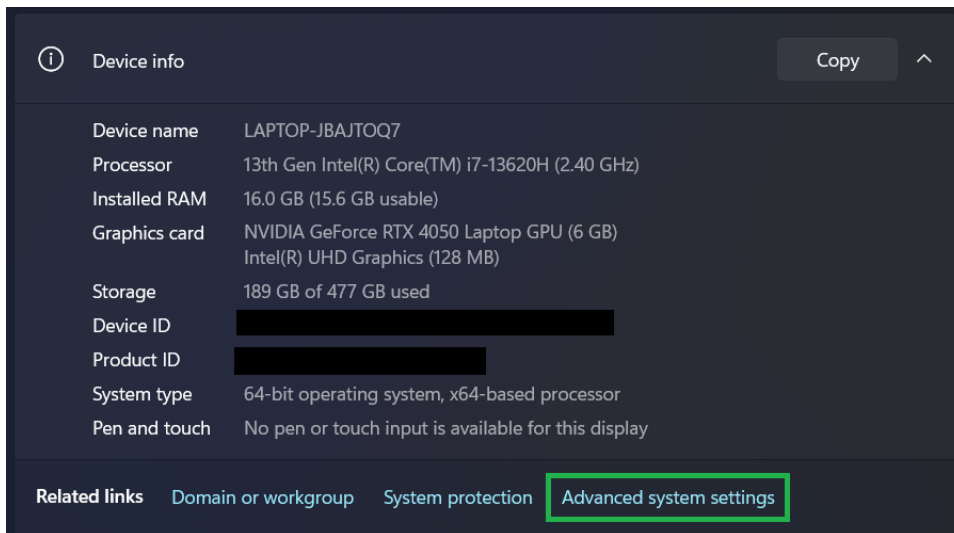 Device info
Copy
Device name LAPTOP-JBAJTOQ7
Processor 13th Gen Intel(R) Core(TM) i7-13620H (2.40 GHz)
Installed RAM 16.0 GB (15.6 GB usable)
Graphics card NVIDIA GeForce RTX 4050 Laptop GPU (6 GB)
Intel(R) UHD Graphics (128 MB)
Storage 189 GB of 477 GB used
Device ID
Product ID
System type 64-bit operating system, x64-based processor
Pen and touch No pen or touch input is available for this display
Related links Domain or workgroup System protection Advanced system settings